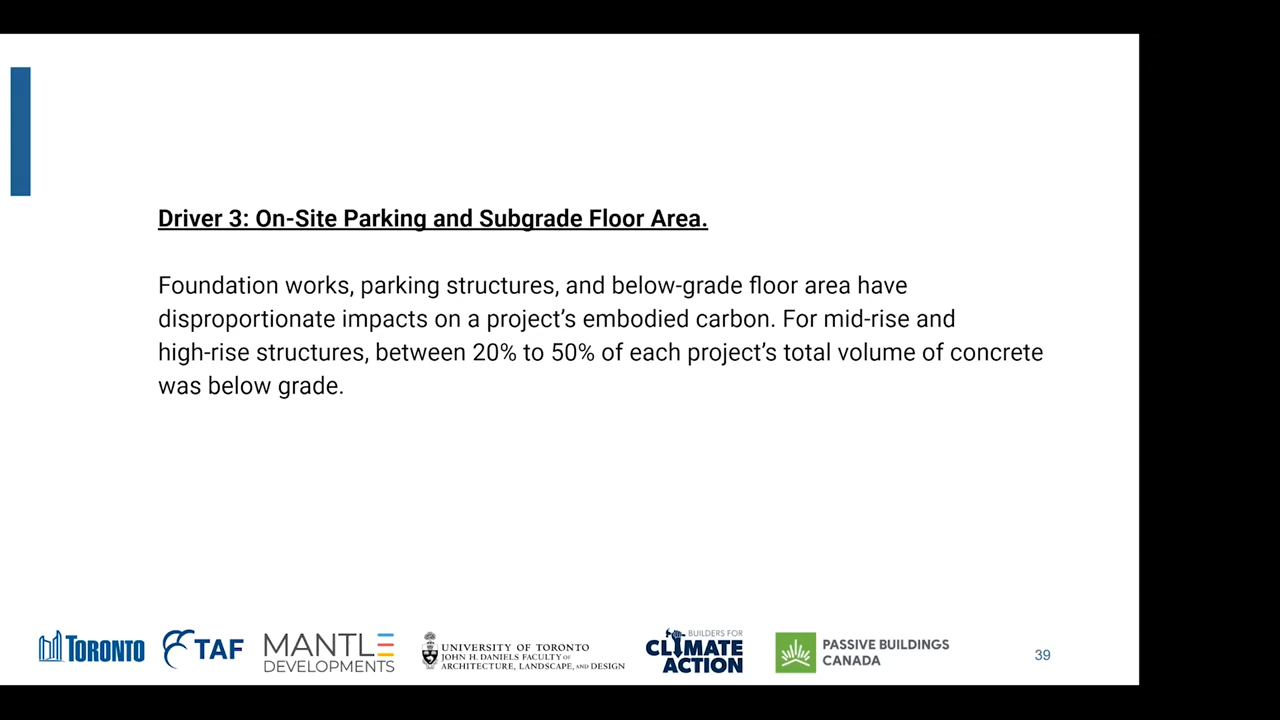 Driver 3: On-Site Parking and Subgrade Floor Area.
Foundation works, parking structures, and below-grade floor area have
disproportionate impacts on a project’s embodied carbon. For mid-rise and
high-rise structures, between 20% to 50% of each project’s total volume of concrete
was below grade.
TORONTO
TAF
MANTLE
DEVELOPMENTS
UNIVERSITY OF TORONTO
JOHN H. DANIELS FACULTY OF
ARCHITECTURE, LANDSCAPE, AND DESIGN
BUILDERS FOR
CLIMATE
ACTION
PASSIVE BUILDINGS
CANADA
39